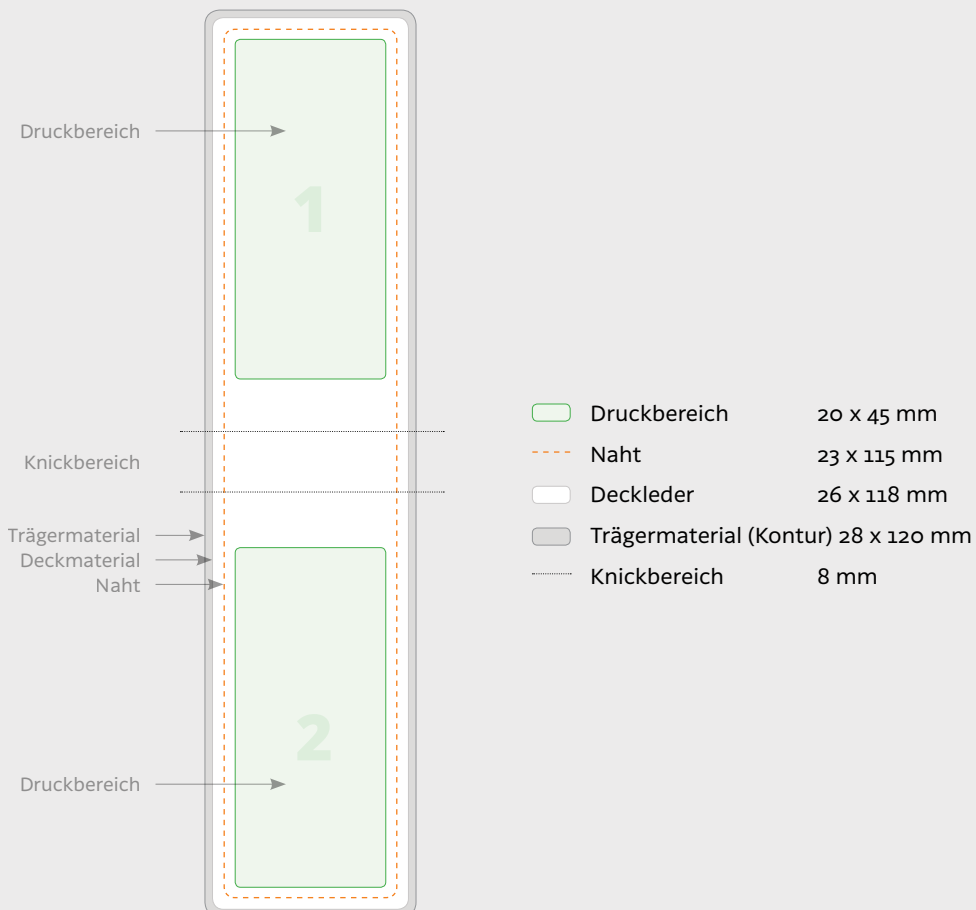 Druckbereich
1
Knickbereich
Trägermaterial
Deckmaterial
Naht
2
Druckbereich
Druckbereich 20 x 45 mm
Naht 23 x 115 mm
Deckleder 26 x 118 mm
Trägermaterial (Kontur) 28 x 120 mm
Knickbereich 8 mm